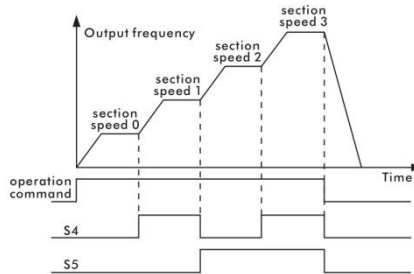 Output frequency
section
speed 3
section
speed 2
section
speed 1
section
speed 0
Time
operation
command
S4
S5